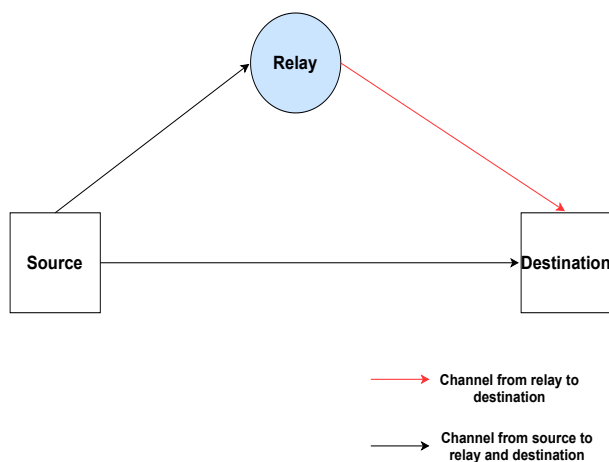 Relay
Source
Destination
Channel from relay to
destination
Channel from source to
relay and destination